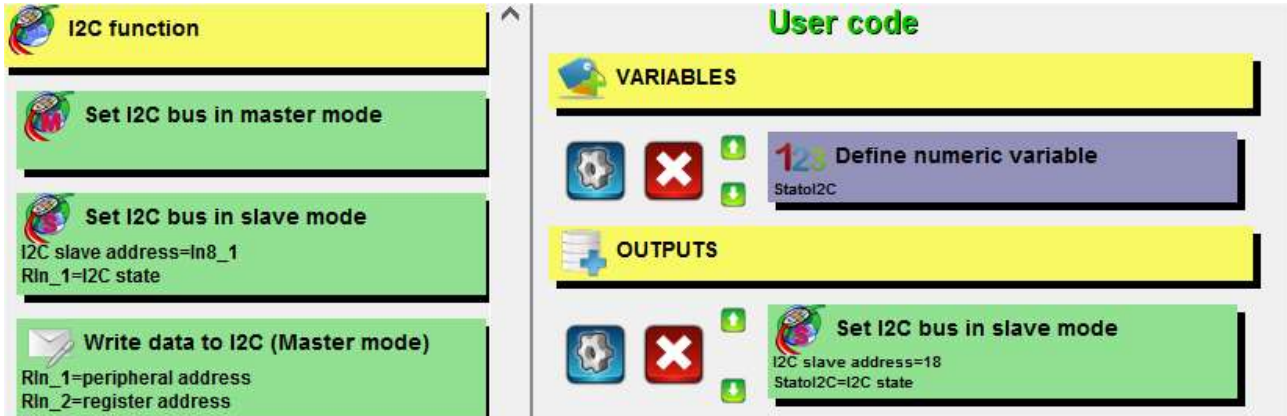 I2C function
Set I2C bus in master mode
Set I2C bus in slave mode
I2C slave address=In8_1
RIn_1=I2C state
Write data to I2C (Master mode)
RIn_1=peripheral address
RIn_2=register address
User code
VARIABLES
123 Define numeric variable
StatoI2C
OUTPUTS
Set I2C bus in slave mode
I2C slave address=18
StatoI2C=I2C state